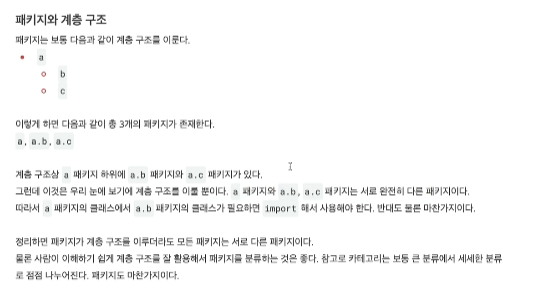 패키지와 계층 구조
패키지는 보통 다음과 같이 계층 구조를 이룬다.
a
b
c
이렇게 하면 다음과 같이 총 3개의 패키지가 존재한다.
a, a.b, a.c
계층 구조상 a 패키지 하위에 a.b 패키지와 a.c 패키지가 있다.
그런데 이것은 우리 눈에 보기에 계층 구조를 이룰 뿐이다. a 패키지와 a.b, a.c 패키지는 서로 완전히 다른 패키지이다.
따라서 a 패키지의 클래스에서 a.b 패키지의 클래스가 필요하면 import 해서 사용해야 한다. 반대도 물론 마찬가지이다.
정리하면 패키지가 계층 구조를 이루더라도 모든 패키지는 서로 다른 패키지이다.
물론 사람이 이해하기 쉽게 계층 구조를 잘 활용해서 패키지를 분류하는 것은 좋다. 참고로 카테고리는 보통 큰 분류에서 세세한 분류
로 점점 나누어진다. 패키지도 마찬가지이다.